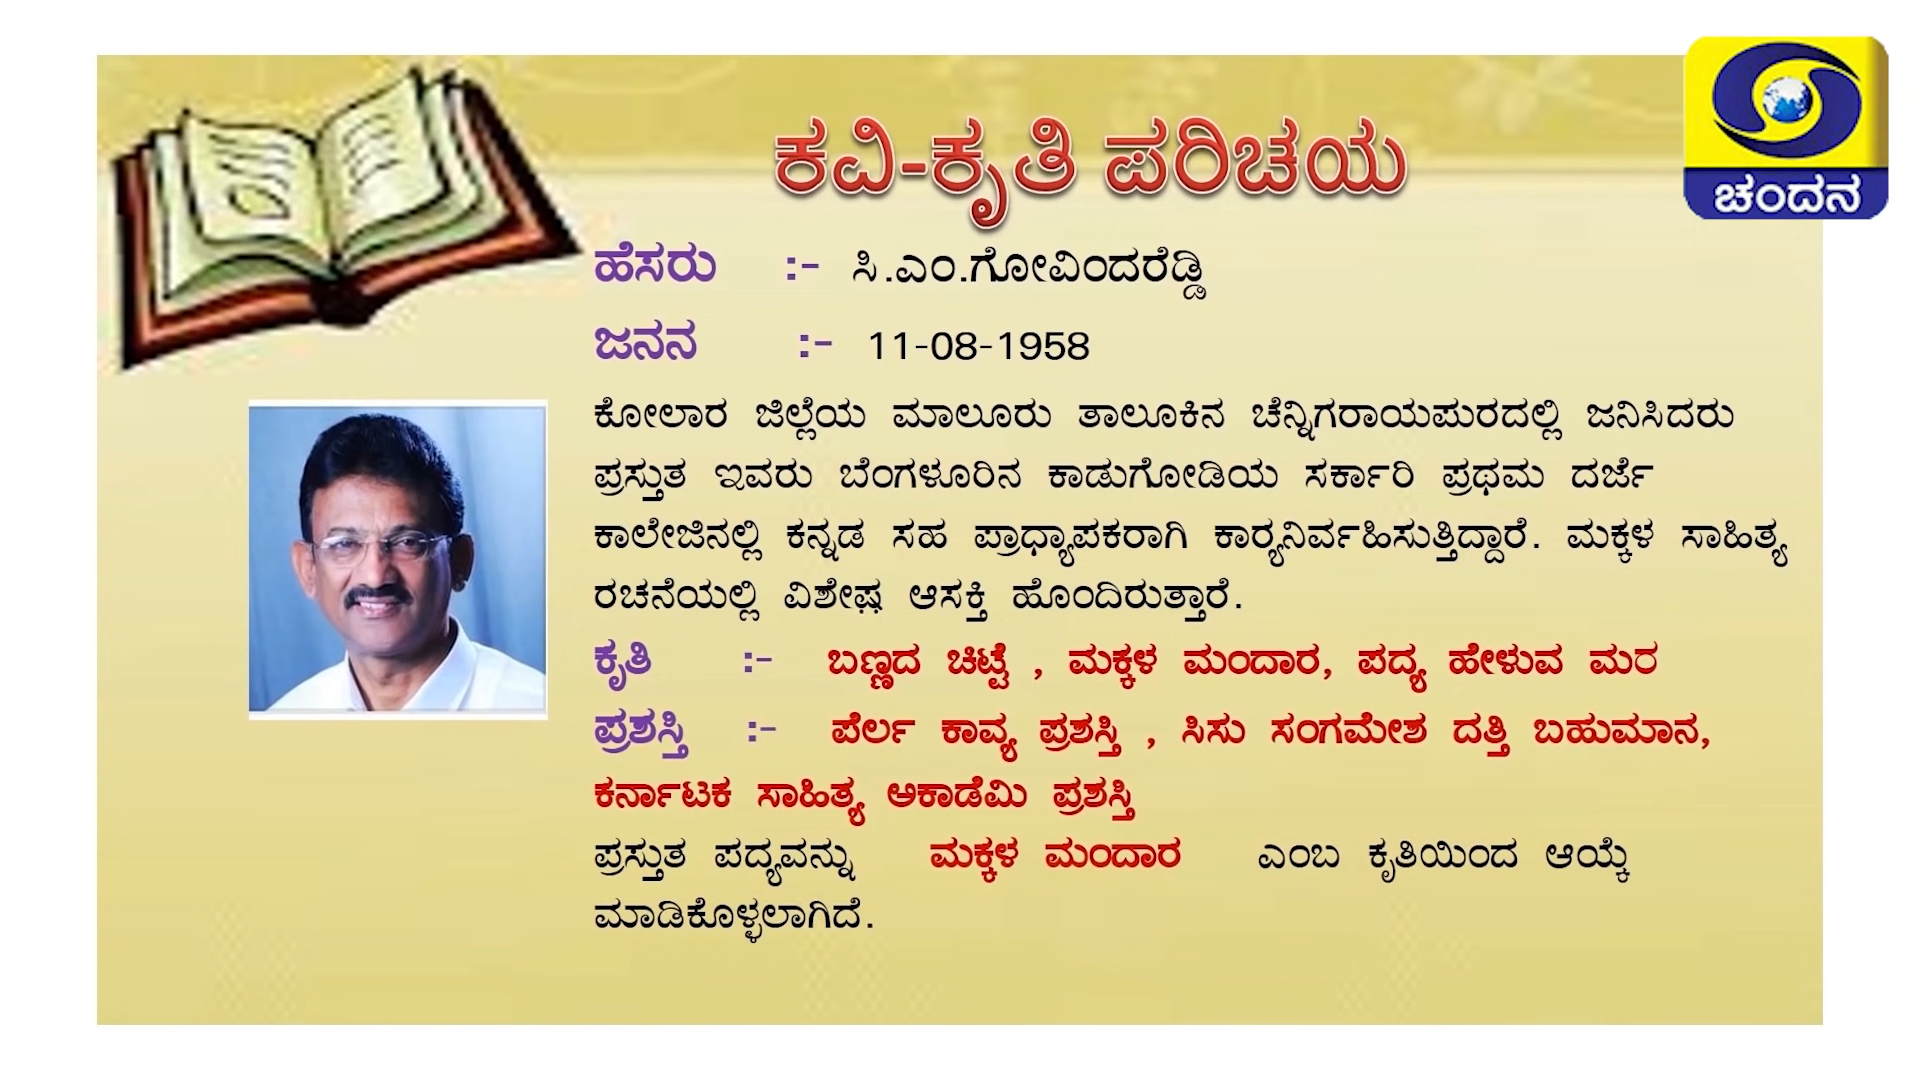 ಚಂದನ
ಕವಿ-ಕೃತಿ ಪರಿಚಯ
ಹೆಸರು :- ಸಿ.ಎಂ.ಗೋವಿಂದರೆಡ್ಡಿ
ಜನನ :- 11-08-1958
ಕೋಲಾರ ಜಿಲ್ಲೆಯ ಮಾಲೂರು ತಾಲೂಕಿನ ಚೆನ್ನಿಗರಾಯಪುರದಲ್ಲಿ ಜನಿಸಿದರು
ಪ್ರಸ್ತುತ ಇವರು ಬೆಂಗಳೂರಿನ ಕಾಡುಗೋಡಿಯ ಸರ್ಕಾರಿ ಪ್ರಥಮ ದರ್ಜೆ
ಕಾಲೇಜಿನಲ್ಲಿ ಕನ್ನಡ ಸಹ ಪ್ರಾಧ್ಯಾಪಕರಾಗಿ ಕಾರ‍್ಯನಿರ್ವಹಿಸುತ್ತಿದ್ದಾರೆ. ಮಕ್ಕಳ ಸಾಹಿತ್ಯ
ರಚನೆಯಲ್ಲಿ ವಿಶೇಷ ಆಸಕ್ತಿ ಹೊಂದಿರುತ್ತಾರೆ.
ಕೃತಿ :- ಬಣ್ಣದ ಚಿಟ್ಟೆ , ಮಕ್ಕಳ ಮಂದಾರ, ಪದ್ಯ ಹೇಳುವ ಮರ
ಪ್ರಶಸ್ತಿ :- ಪೆರ್ಲ ಕಾವ್ಯ ಪ್ರಶಸ್ತಿ , ಸಿಸು ಸಂಗಮೇಶ ದತ್ತಿ ಬಹುಮಾನ,
ಕರ್ನಾಟಕ ಸಾಹಿತ್ಯ ಅಕಾಡೆಮಿ ಪ್ರಶಸ್ತಿ
ಪ್ರಸ್ತುತ ಪದ್ಯವನ್ನು ಮಕ್ಕಳ ಮಂದಾರ ಎಂಬ ಕೃತಿಯಿಂದ ಆಯ್ಕೆ
ಮಾಡಿಕೊಳ್ಳಲಾಗಿದೆ.